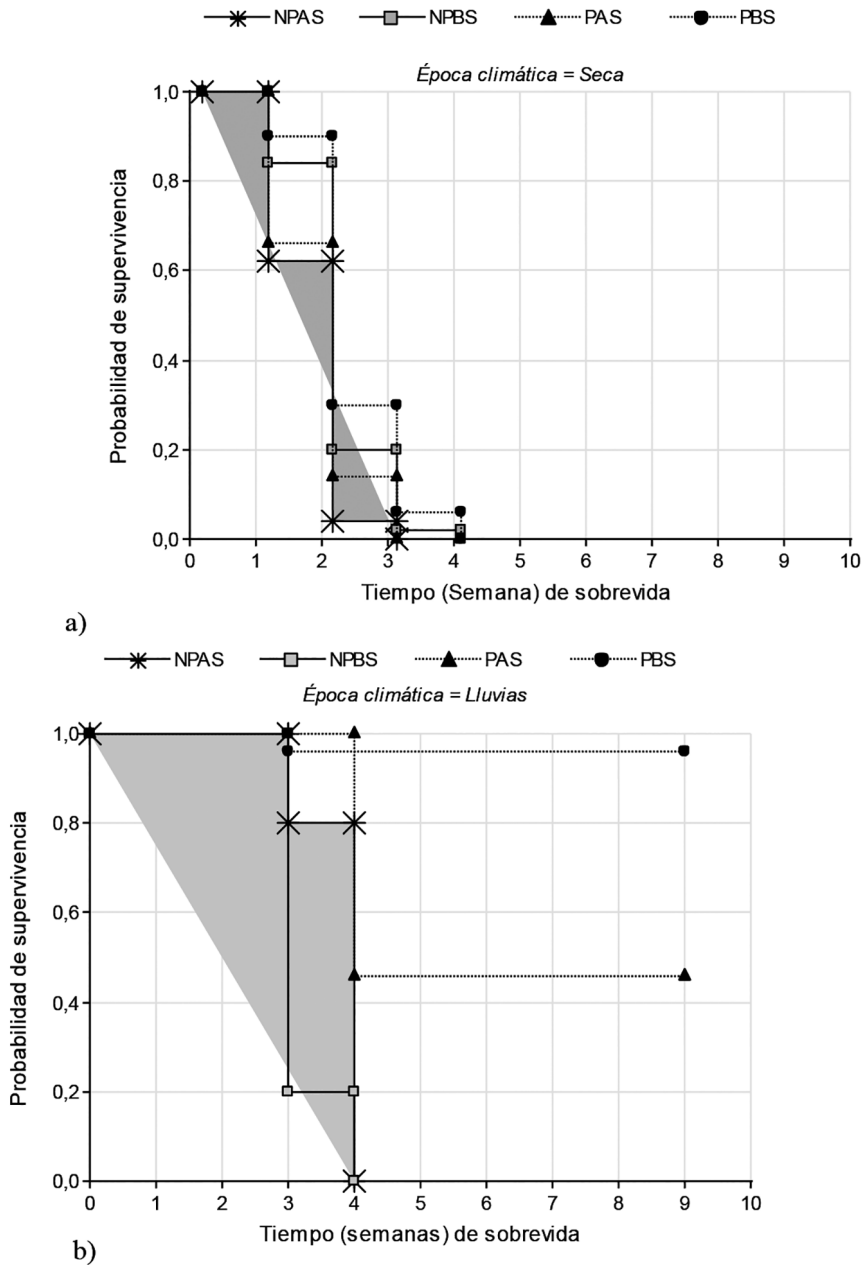 NPAS NPBS PAS PBS
Época climática = Seca
Probabilidad de supervivencia
1,0
0,8
0,6
0,4
0,2
0,0
0 1 2 3 4 5 6 7 8 9 10
Tiempo (Semana) de sobrevida
a)
NPAS NPBS PAS PBS
Época climática = Lluvias
Probabilidad de supervivencia
1,0
0,8
0,6
0,4
0,2
0,0
0 1 2 3 4 5 6 7 8 9 10
Tiempo (semanas) de sobrevida
b)